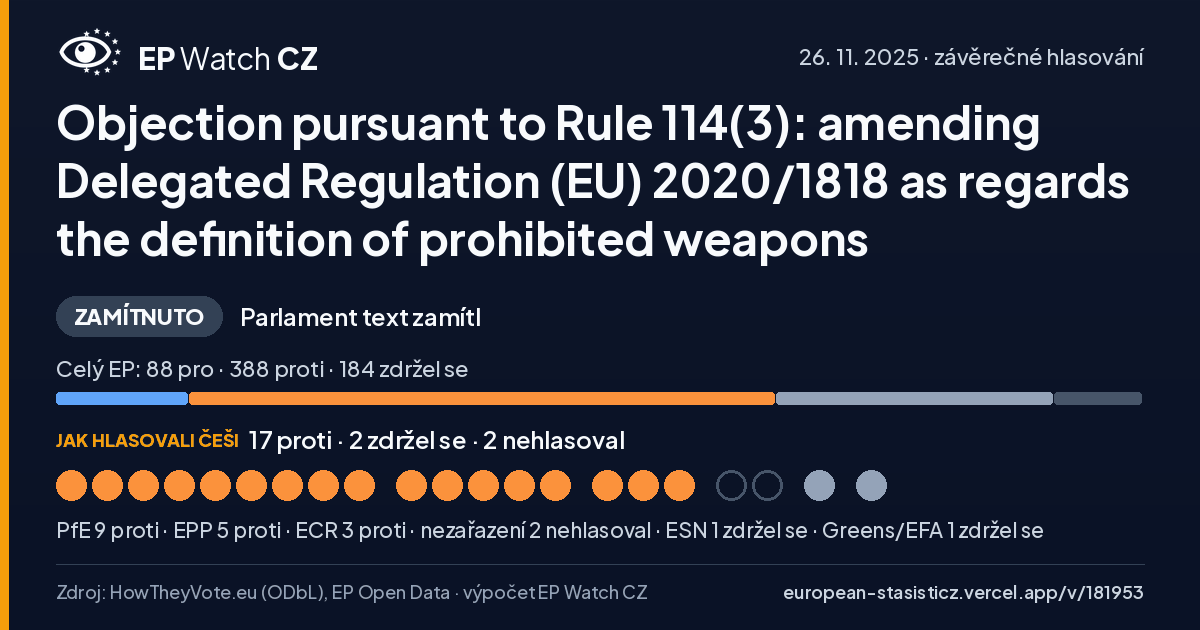 EP Watch CZ
26. 11. 2025 · závěrečné hlasování
Objection pursuant to Rule 114(3): amending
Delegated Regulation (EU) 2020/1818 as regards
the definition of prohibited weapons
ZAMÍTNUTO Parlament text zamítl
Celý EP: 88 pro · 388 proti · 184 zdržel se
JAK HLASOVALI ČEŠI 17 proti · 2 zdržel se · 2 nehlasoval
PfE 9 proti · EPP 5 proti · ECR 3 proti · nezařazení 2 nehlasoval · ESN 1 zdržel se · Greens/EFA 1 zdržel se
Zdroj: HowTheyVote.eu (ODbL), EP Open Data · výpočet EP Watch CZ
european-stasisticz.vercel.app/v/181953